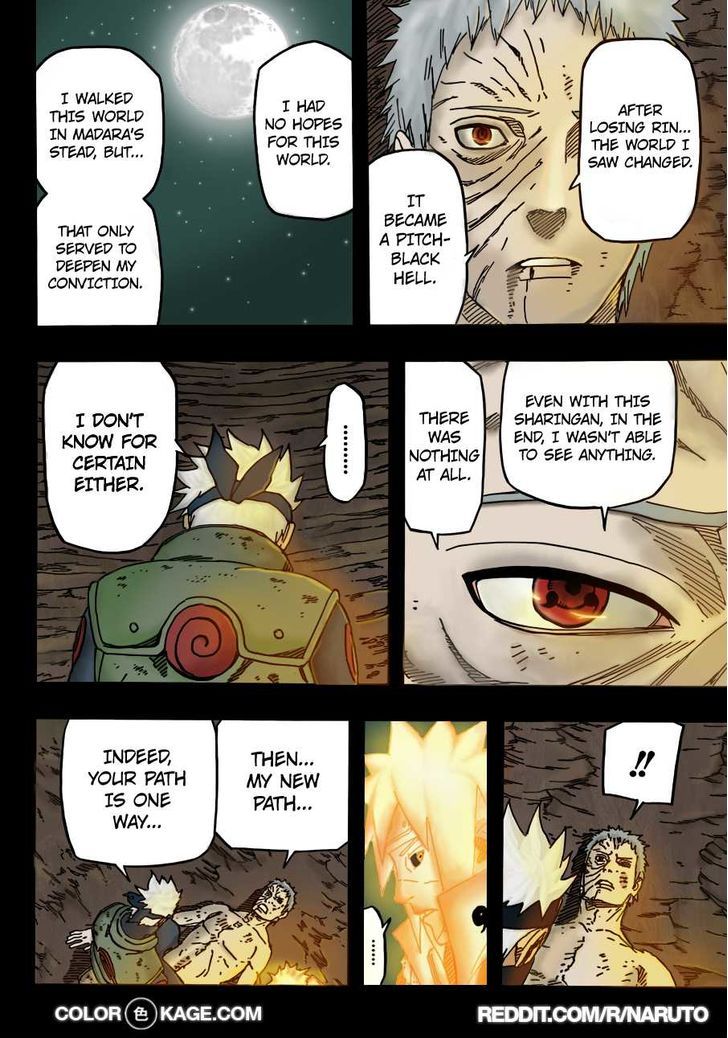 AFTER
LOSING RIN...
THE WORLD I
SAW CHANGED.
IT
BECAME
A PITCH-
BLACK
HELL.
I HAD
NO HOPES
FOR THIS
WORLD.
I WALKED
THIS WORLD
IN MADARA'S
STEAD, BUT...
THAT ONLY
SERVED TO
DEEPEN MY
CONVICTION.
EVEN WITH THIS
SHARINGAN, IN THE
END, I WASN'T ABLE
TO SEE ANYTHING.
THERE
WAS
NOTHING
AT ALL.
.........
I DON'T
KNOW FOR
CERTAIN
EITHER.
!!
.......
THEN...
MY NEW
PATH...
INDEED,
YOUR PATH
IS ONE
WAY...
COLOR 色 KAGE.COM
REDDIT.COM/R/NARUTO